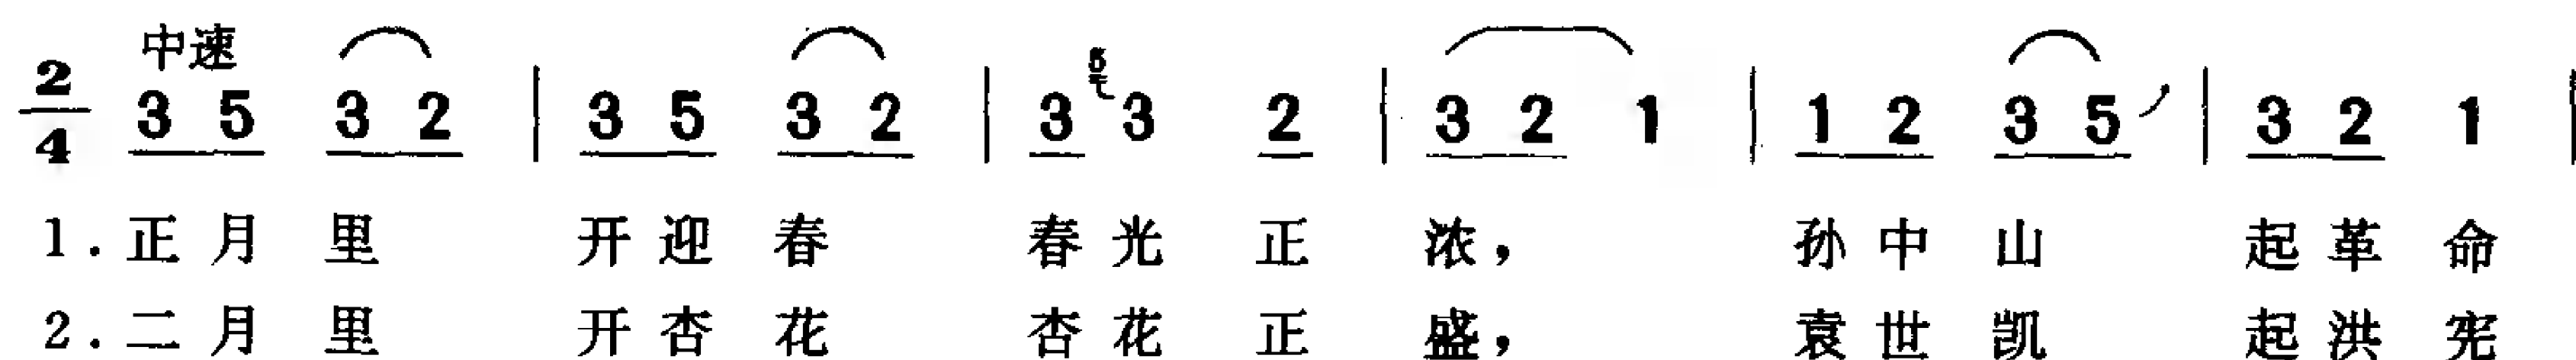 中速
2/4 3 5 3 2 | 3 5 3 2 | 3 5 3 2 | 3 2 1 | 1 2 3 5 | 3 2 1 |
1. 正月里 开迎春 春光正浓， 孙中山 起革命
2. 二月里 开杏花 杏花正盛， 袁世凯 起洪宪